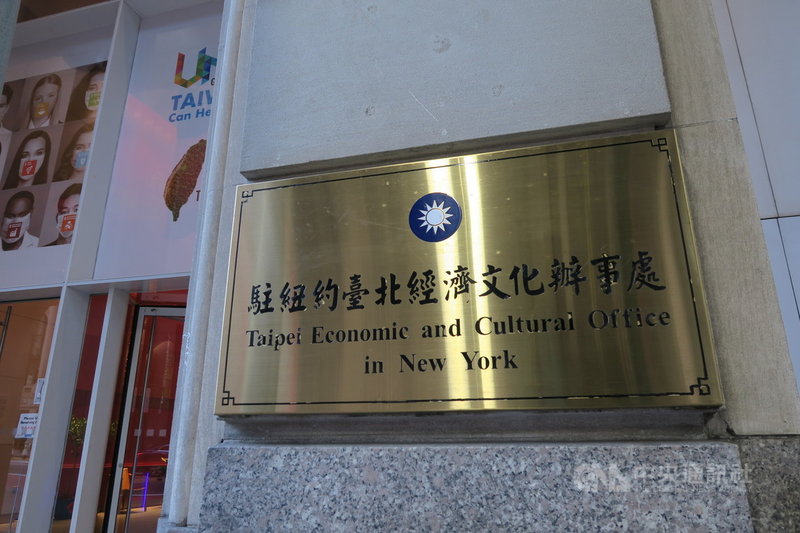 TAIW
Can He
駐紐約臺北經濟文化辦事處
Taipei Economic and Cultural Office
in New York
CNA 中央通訊社